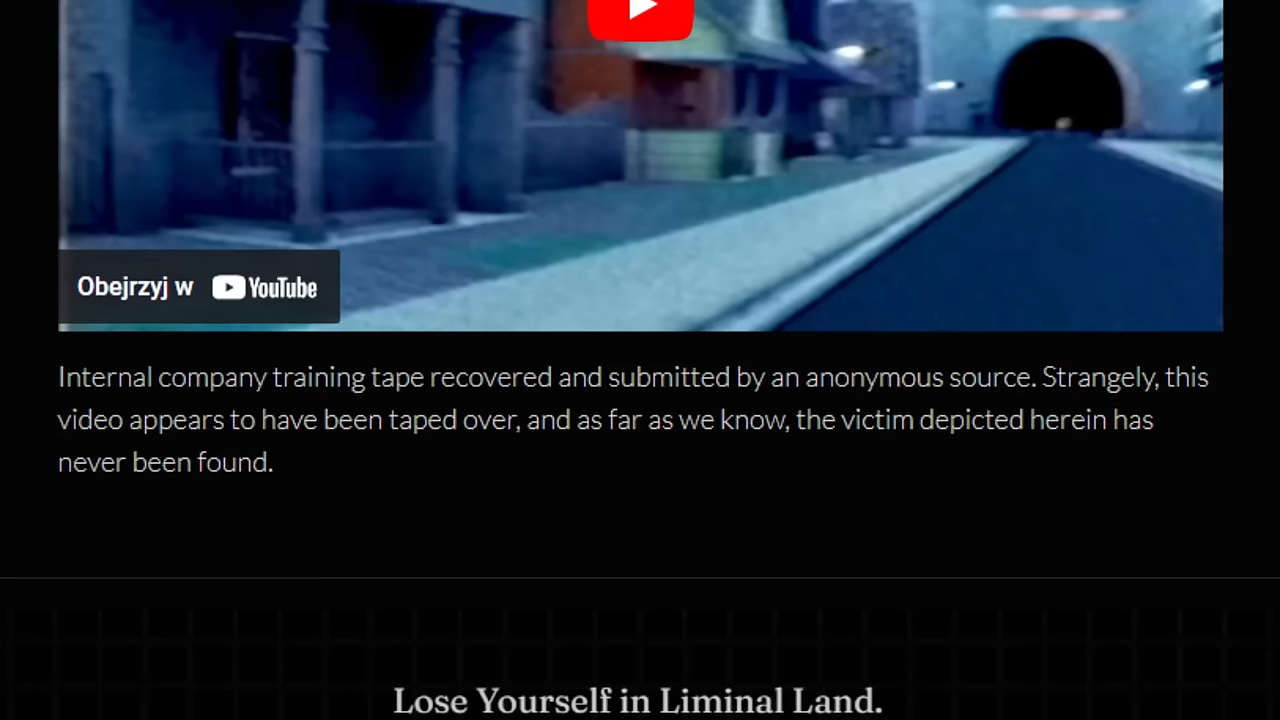 Obejrzyj w YouTube
Internal company training tape recovered and submitted by an anonymous source. Strangely, this
video appears to have been taped over, and as far as we know, the victim depicted herein has
never been found.
Lose Yourself in Liminal Land.